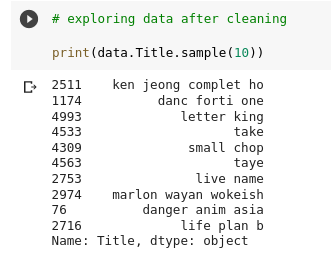 # exploring data after cleaning
print(data.Title.sample(10))
2511 ken jeong complet ho
1174 danc forti one
4993 letter king
4533 take
4309 small chop
4563 taye
2753 live name
2974 marlon wayan wokeish
76 danger anim asia
2716 life plan b
Name: Title, dtype: object